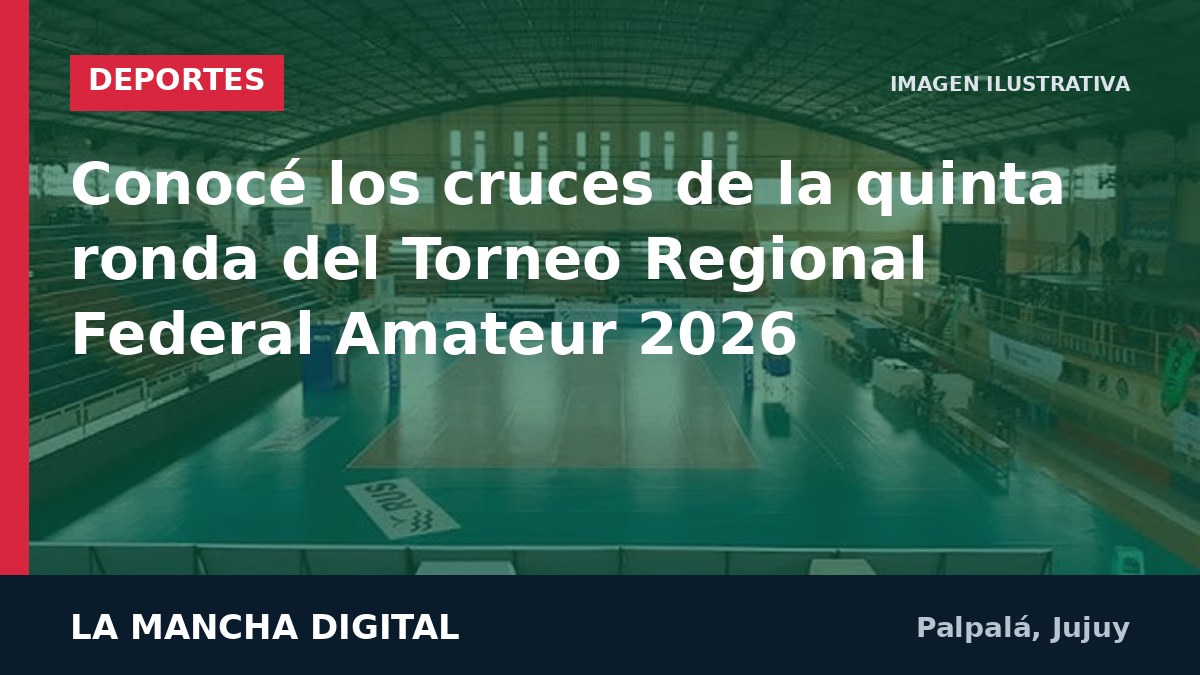 DEPORTES
IMAGEN ILUSTRATIVA
Conocé los cruces de la quinta
ronda del Torneo Regional
Federal Amateur 2026
RUS
LA MANCHA DIGITAL
Palpalá, Jujuy